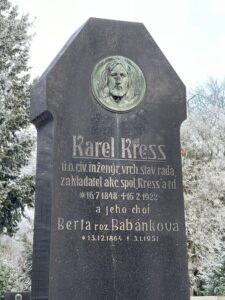 Karel Kress
ú.o. civ. inženýr, vrch. stav. rada,
zakladatel akc. spol. Kress a td
*16.7.1848 +16.2.1922
a jeho choť
Berta roz. Babánková
*13.12.1864 +3.1.1951